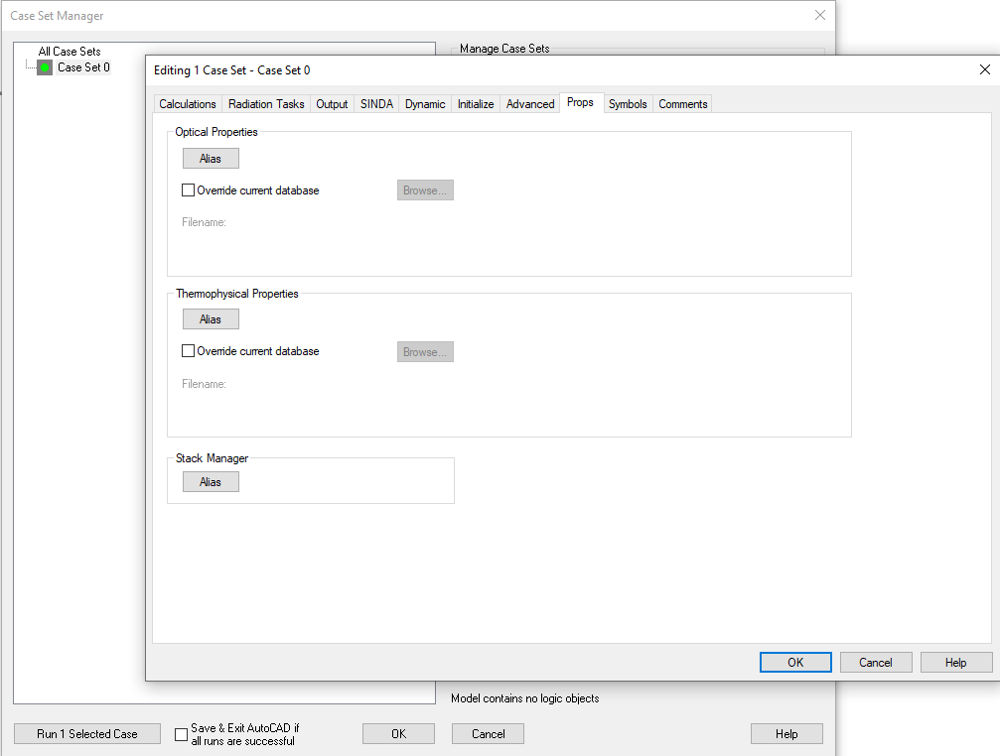 Case Set Manager
All Case Sets
Case Set 0
Manage Case Sets
Editing 1 Case Set - Case Set 0
Calculations Radiation Tasks Output SINDA Dynamic Initialize Advanced Props Symbols Comments
Optical Properties
Alias
Override current database Browse...
Filename:
Thermophysical Properties
Alias
Override current database Browse...
Filename:
Stack Manager
Alias
OK Cancel Help
Model contains no logic objects
Run 1 Selected Case
Save & Exit AutoCAD if
all runs are successful
OK Cancel Help